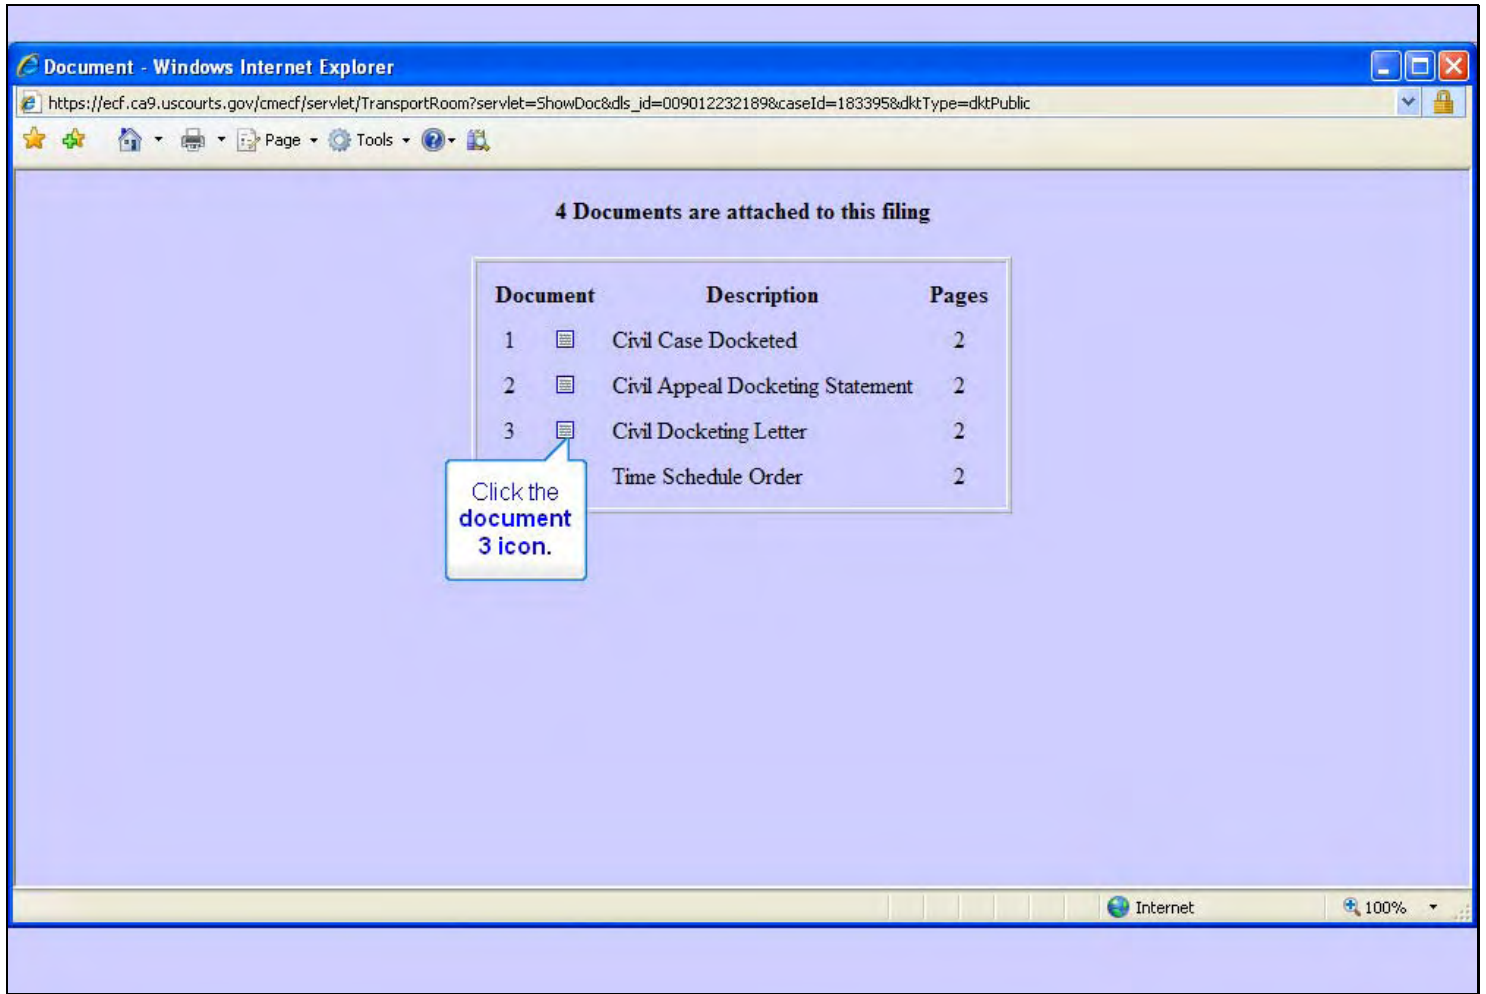 Document - Windows Internet Explorer
https://ecf.ca9.uscourts.gov/cmecf/servlet/TransportRoom?servlet=ShowDoc&dls_id=009012232189&caseId=183395&dktType=dktPublic
Page Tools
4 Documents are attached to this filing
Document Description Pages
1 Civil Case Docketed 2
2 Civil Appeal Docketing Statement 2
3 Civil Docketing Letter 2
Time Schedule Order 2
Click the
document
3 icon.
Internet 100%